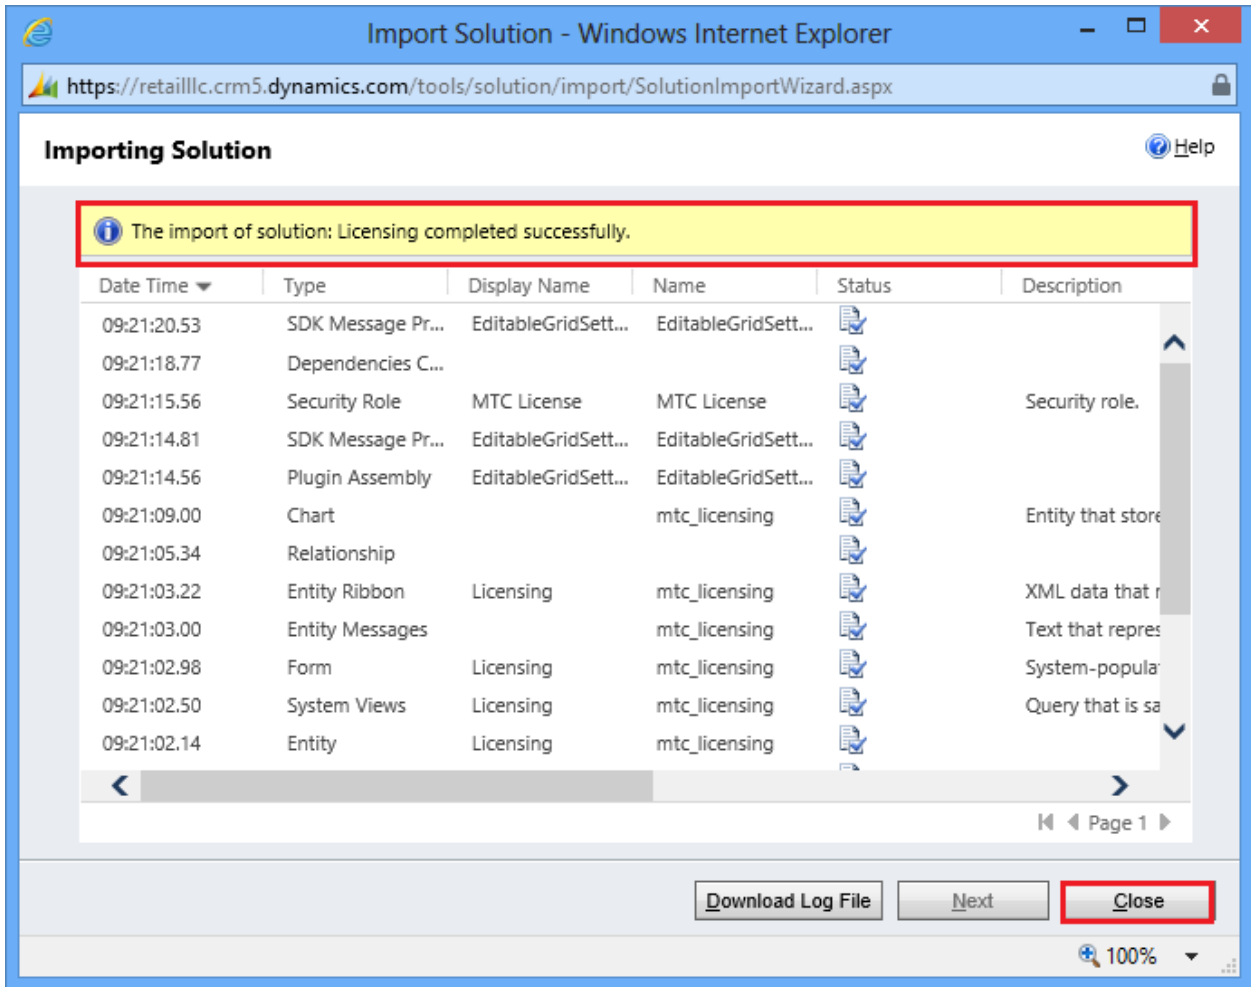 Import Solution - Windows Internet Explorer
https://retailllc.crm5.dynamics.com/tools/solution/import/SolutionImportWizard.aspx
Importing Solution
Help
The import of solution: Licensing completed successfully.
Date Time Type Display Name Name Status Description
09:21:20.53 SDK Message Pr... EditableGridSett... EditableGridSett...
09:21:18.77 Dependencies C...
09:21:15.56 Security Role MTC License MTC License Security role.
09:21:14.81 SDK Message Pr... EditableGridSett... EditableGridSett...
09:21:14.56 Plugin Assembly EditableGridSett... EditableGridSett...
09:21:09.00 Chart mtc_licensing Entity that store
09:21:05.34 Relationship
09:21:03.22 Entity Ribbon Licensing mtc_licensing XML data that r
09:21:03.00 Entity Messages mtc_licensing Text that repres
09:21:02.98 Form Licensing mtc_licensing System-popula
09:21:02.50 System Views Licensing mtc_licensing Query that is sa
09:21:02.14 Entity Licensing mtc_licensing
Page 1
Download Log File Next Close
100%